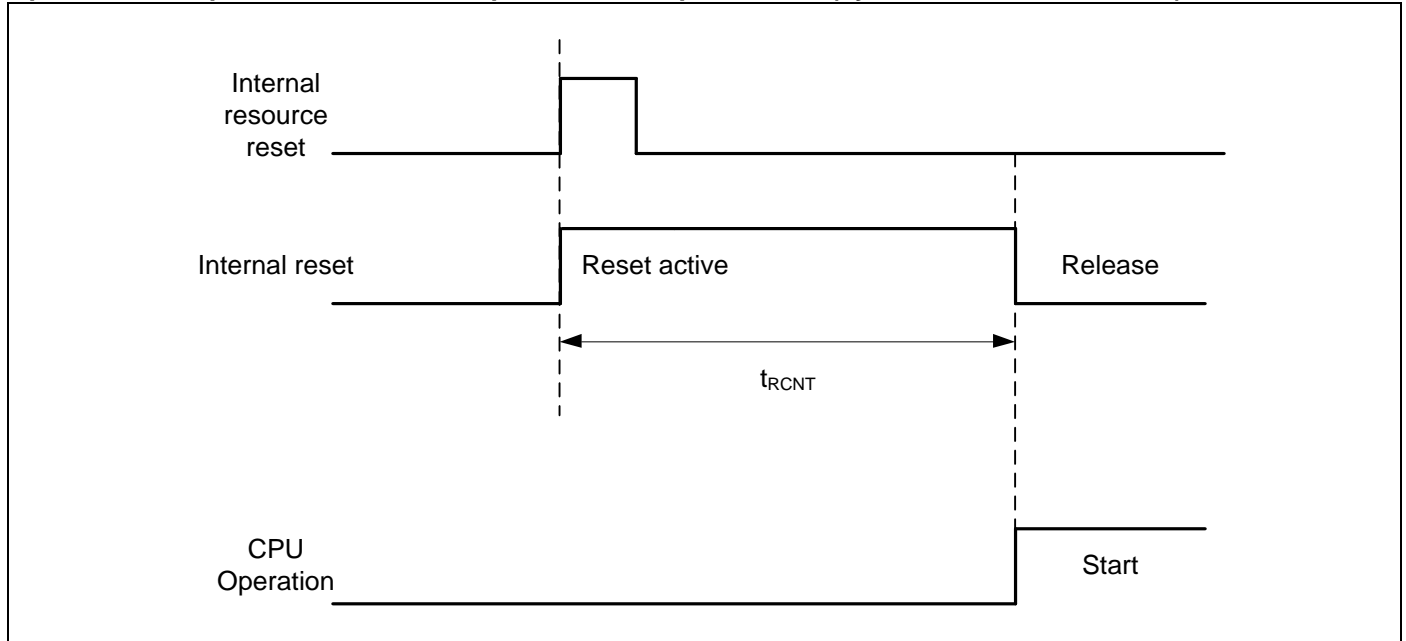 Internal
resource
reset
Internal reset
Reset active
Release
tRCNT
CPU
Operation
Start